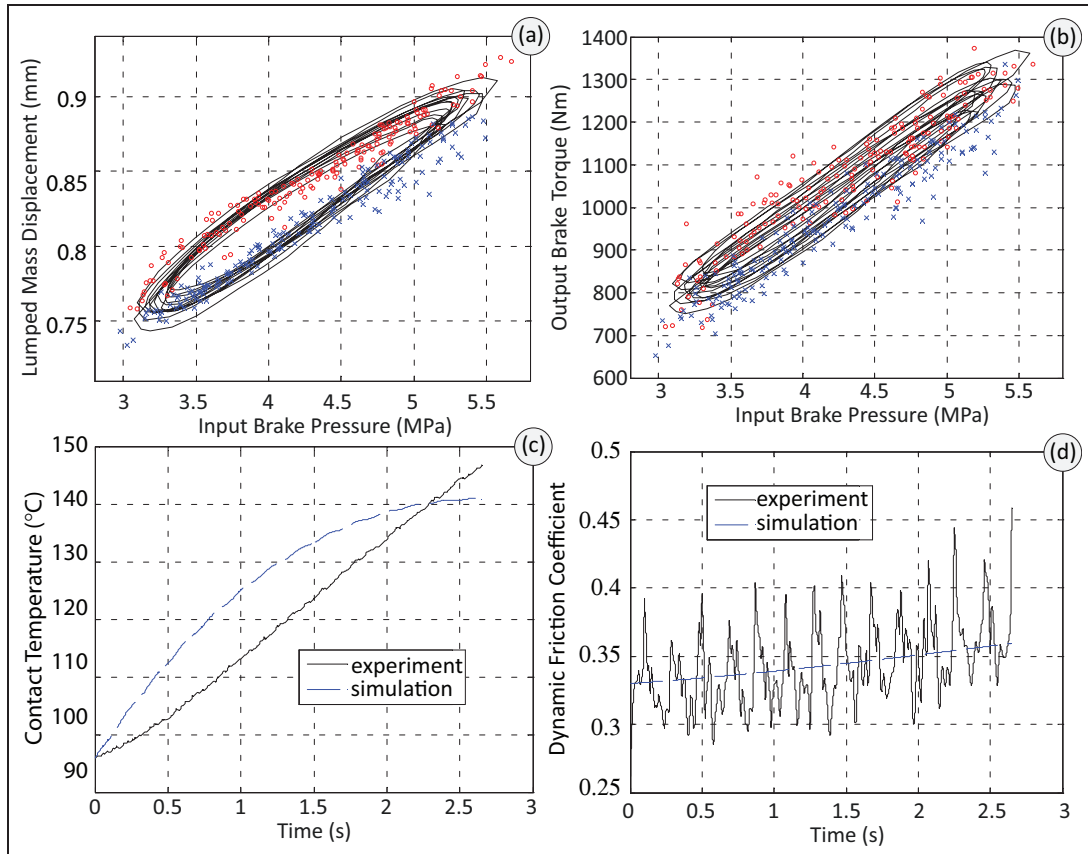 (a)
Lumped Mass Displacement (mm)
0.9
0.85
0.8
0.75
3 3.5 4 4.5 5 5.5
Input Brake Pressure (MPa)
(b)
Output Brake Torque (Nm)
1400
1300
1200
1100
1000
900
800
700
600
3 3.5 4 4.5 5 5.5
Input Brake Pressure (MPa)
(c)
Contact Temperature (°C)
150
140
130
120
110
100
90
experiment
simulation
0 0.5 1 1.5 2 2.5 3
Time (s)
(d)
Dynamic Friction Coefficient
0.5
0.45
0.4
0.35
0.3
0.25
experiment
simulation
0 0.5 1 1.5 2 2.5 3
Time (s)